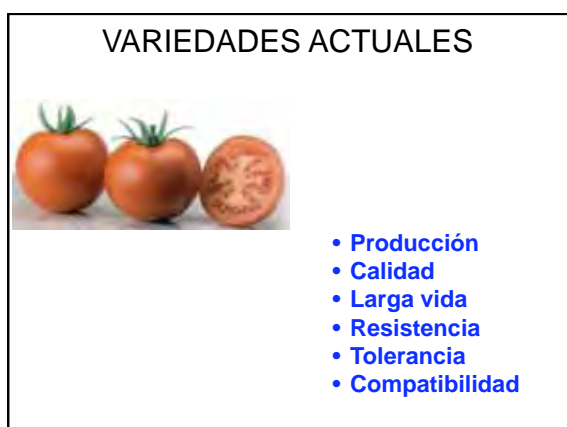 VARIEDADES ACTUALES
• Producción
• Calidad
• Larga vida
• Resistencia
• Tolerancia
• Compatibilidad